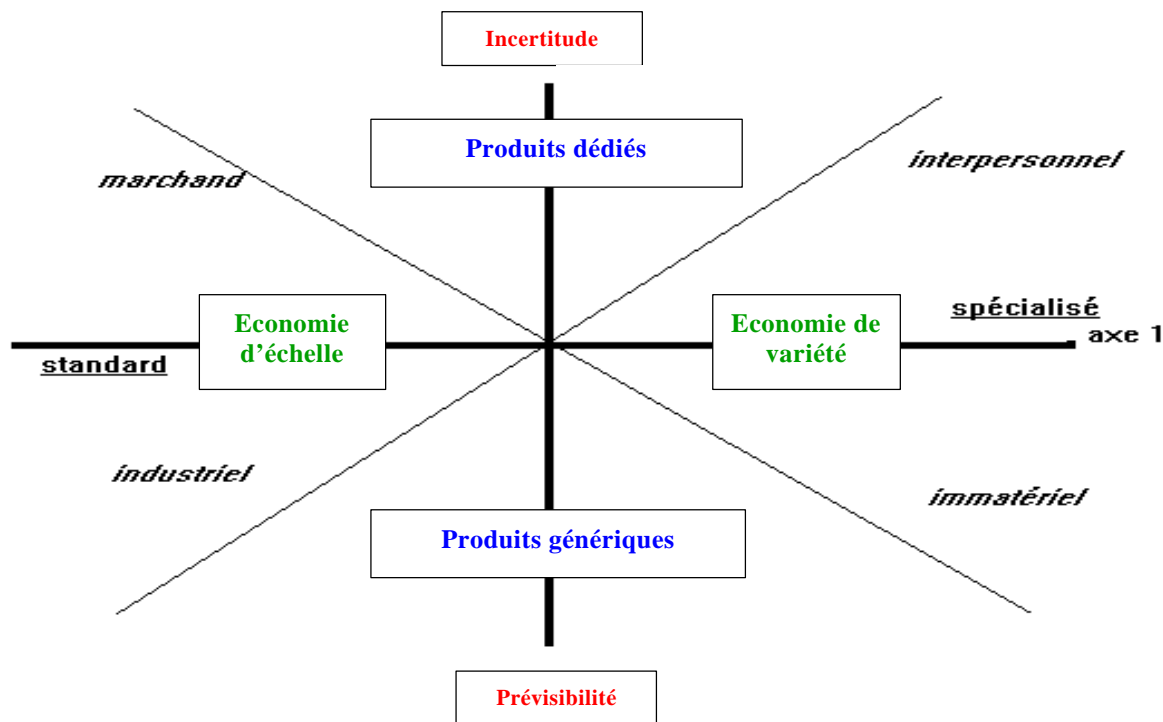 Incertitude
Produits dédiés
marchand
interpersonnel
Economie
d'échelle
Economie de
variété
spécialisé
axe 1
standard
industriel
immatériel
Produits génériques
Prévisibilité